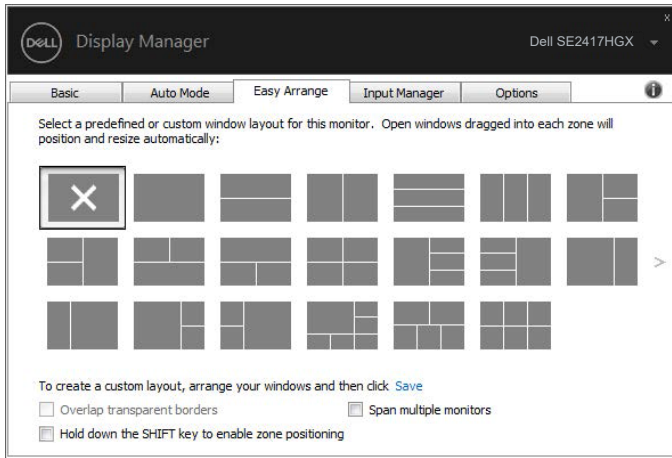 x
DELL Display Manager Dell SE2417HGX
Basic Auto Mode Easy Arrange Input Manager Options i
Select a predefined or custom window layout for this monitor. Open windows dragged into each zone will
position and resize automatically:
>
To create a custom layout, arrange your windows and then click Save
Overlap transparent borders Span multiple monitors
Hold down the SHIFT key to enable zone positioning